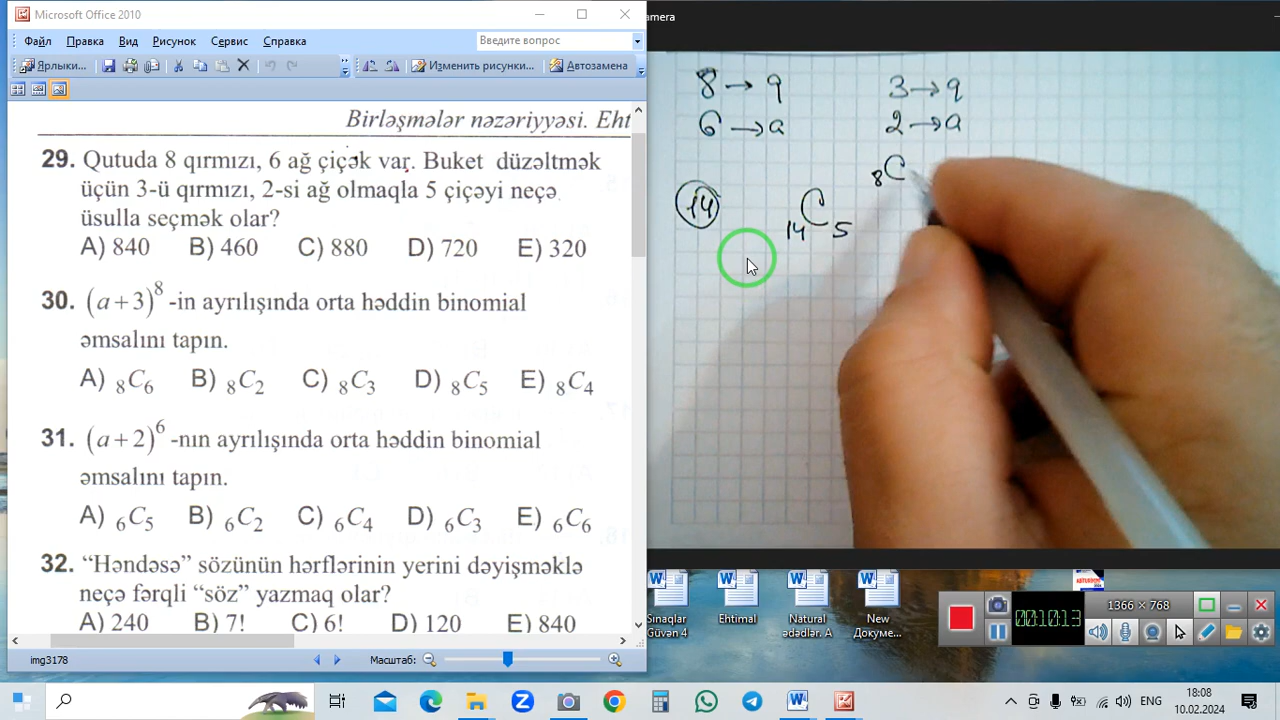 Microsoft Office 2010
Файл Правка Вид Рисунок Сервис Справка
Введите вопрос
Ярлыки...
Изменить рисунки...
Автозамена
Birləşmələr nəzəriyyəsi. Eht
29. Qutuda 8 qırmızı, 6 ağ çiçək var. Buket düzəltmək
üçün 3-ü qırmızı, 2-si ağ olmaqla 5 çiçəyi neçə
üsulla seçmək olar?
A) 840 B) 460 C) 880 D) 720 E) 320
30. (a+3)⁸ -in ayrılışında orta həddin binomial
əmsalını tapın.
A) ₈C₆ B) ₈C₂ C) ₈C₃ D) ₈C₅ E) ₈C₄
31. (a+2)⁶ -nın ayrılışında orta həddin binomial
əmsalını tapın.
A) ₆C₅ B) ₆C₂ C) ₆C₄ D) ₆C₃ E) ₆C₆
32. “Həndəsə” sözünün hərflərinin yerini dəyişməklə
neçə fərqli “söz” yazmaq olar?
A) 240 B) 7! C) 6! D) 120 E) 840
img3178
Масштаб:
amera
8 → q 3 → q
6 → a 2 → a
₈C
14 ₁₄C₅
Sınaqlar Güvən 4
Ehtimal
Natural ədədlər. A
New Докуме...
00:10:13
1366 × 768
ENG
18:08
10.02.2024